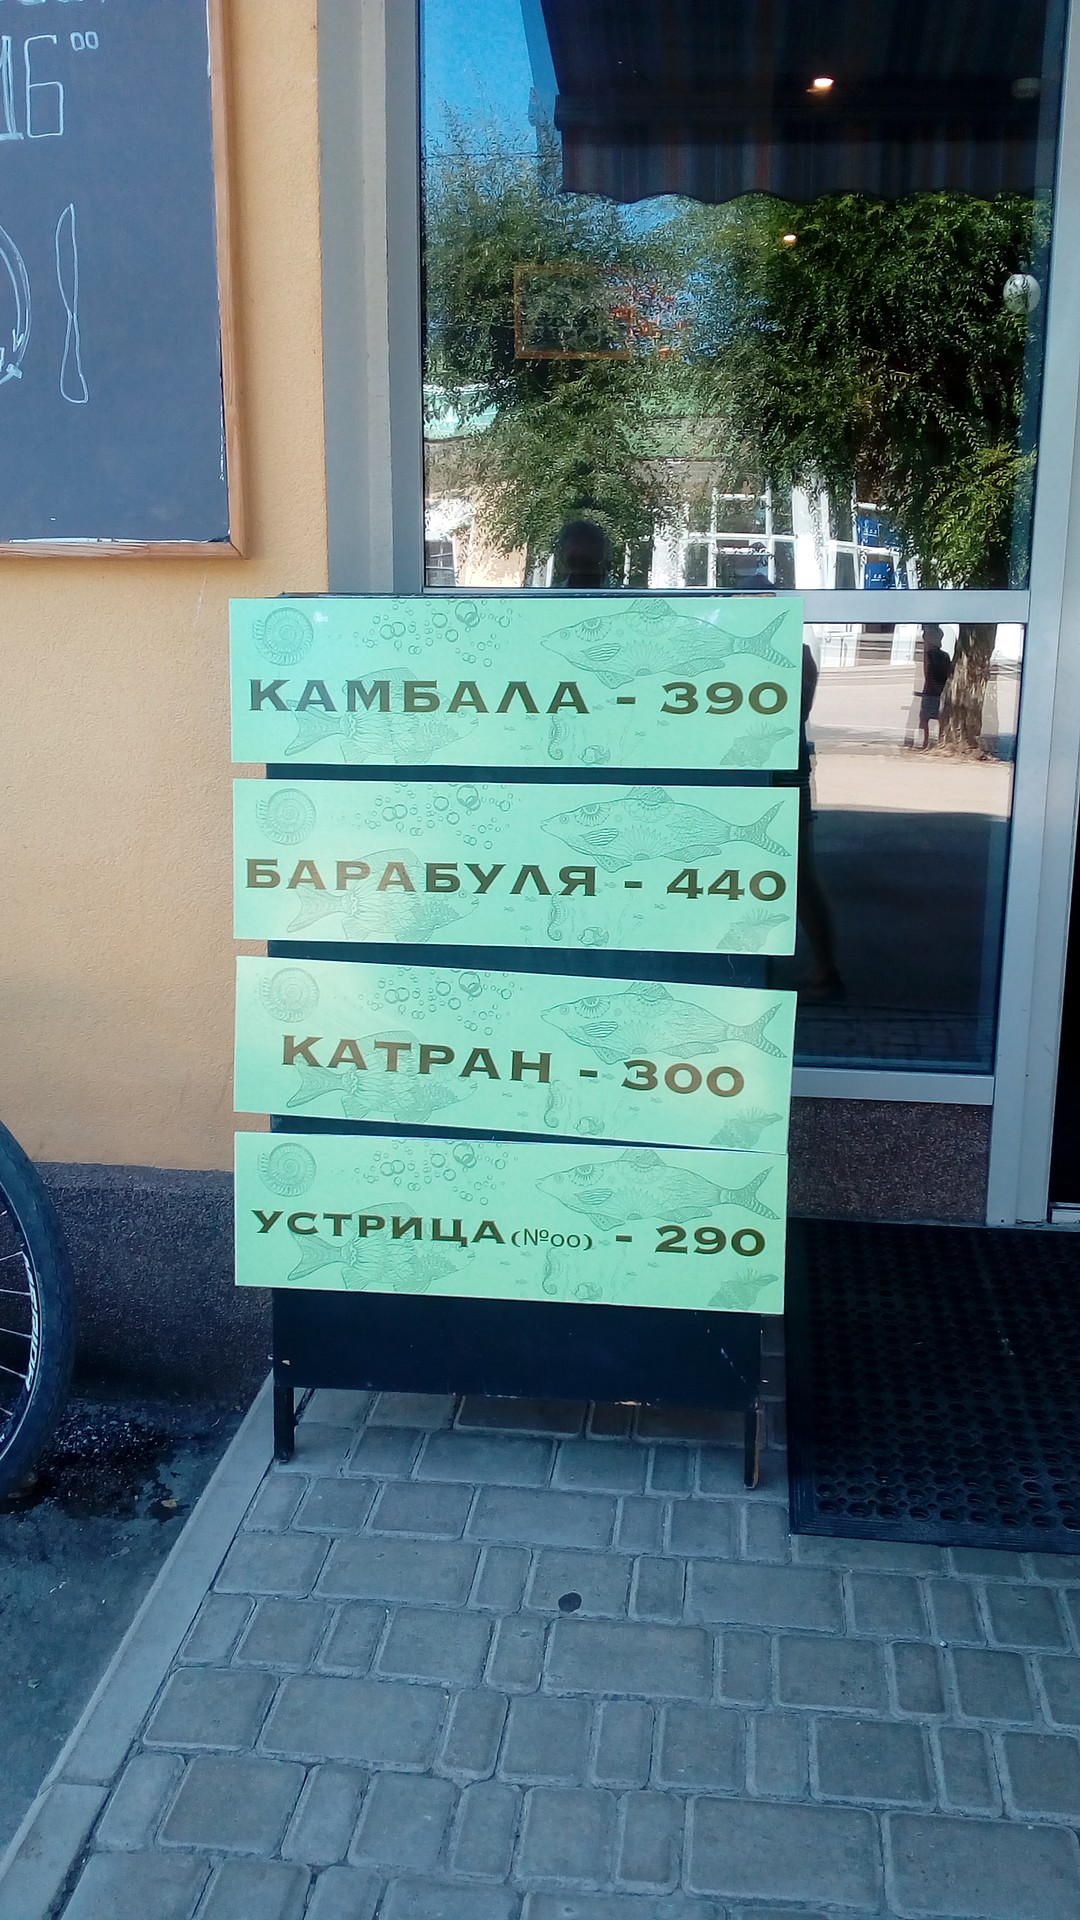 КАМБАЛА - 390
БАРАБУЛЯ - 440
КАТРАН - 300
УСТРИЦА (№00) - 290